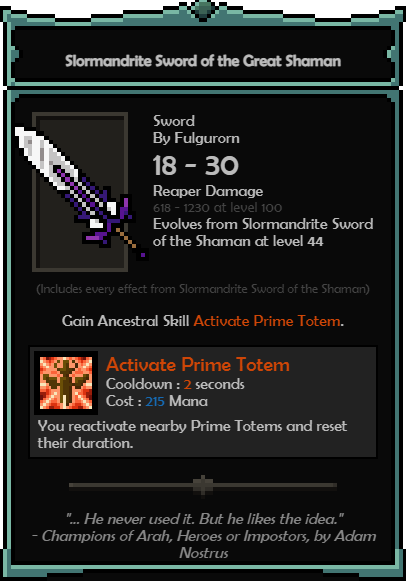 Slormandrite Sword of the Great Shaman
Sword
By Fulgurorn
18 - 30
Reaper Damage
618 - 1230 at level 100
Evolves from Slormandrite Sword
of the Shaman at level 44
(Includes every effect from Slormandrite Sword of the Shaman)
Gain Ancestral Skill Activate Prime Totem.
Activate Prime Totem
Cooldown : 2 seconds
Cost : 215 Mana
You reactivate nearby Prime Totems and reset
their duration.
"... He never used it. But he likes the idea."
- Champions of Arah, Heroes or Impostors, by Adam
Nostrus